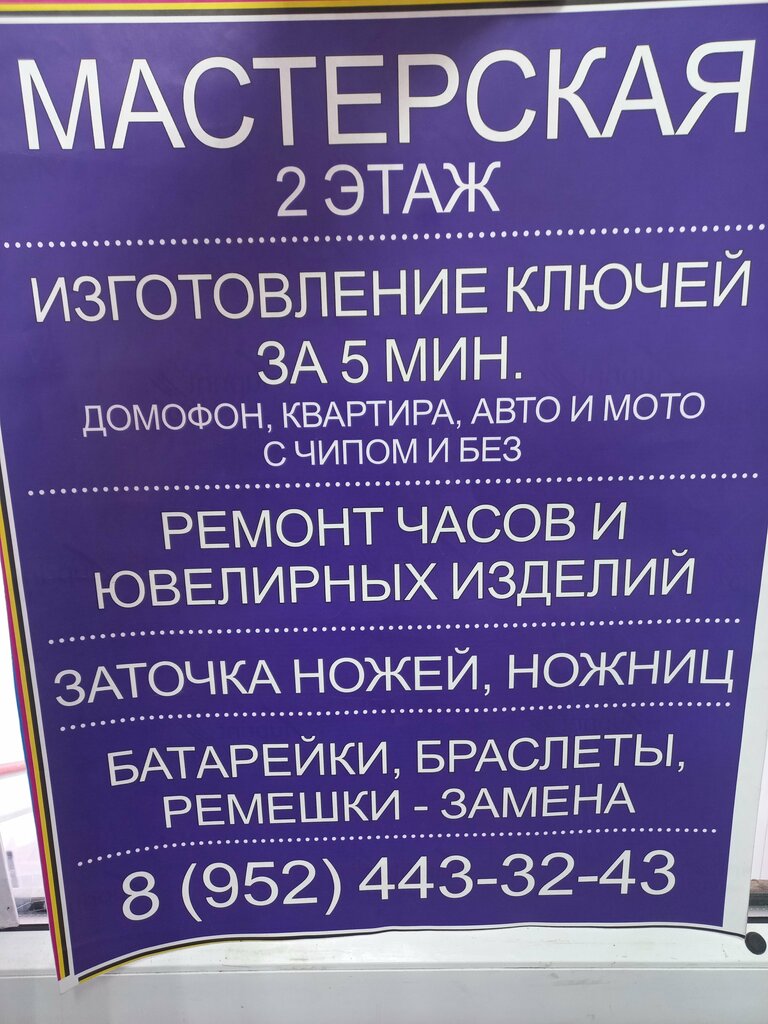 МАСТЕРСКАЯ
2 ЭТАЖ
ИЗГОТОВЛЕНИЕ КЛЮЧЕЙ
ЗА 5 МИН.
ДОМОФОН, КВАРТИРА, АВТО И МОТО
С ЧИПОМ И БЕЗ
РЕМОНТ ЧАСОВ И
ЮВЕЛИРНЫХ ИЗДЕЛИЙ
ЗАТОЧКА НОЖЕЙ, НОЖНИЦ
БАТАРЕЙКИ, БРАСЛЕТЫ,
РЕМЕШКИ - ЗАМЕНА
8 (952) 443-32-43